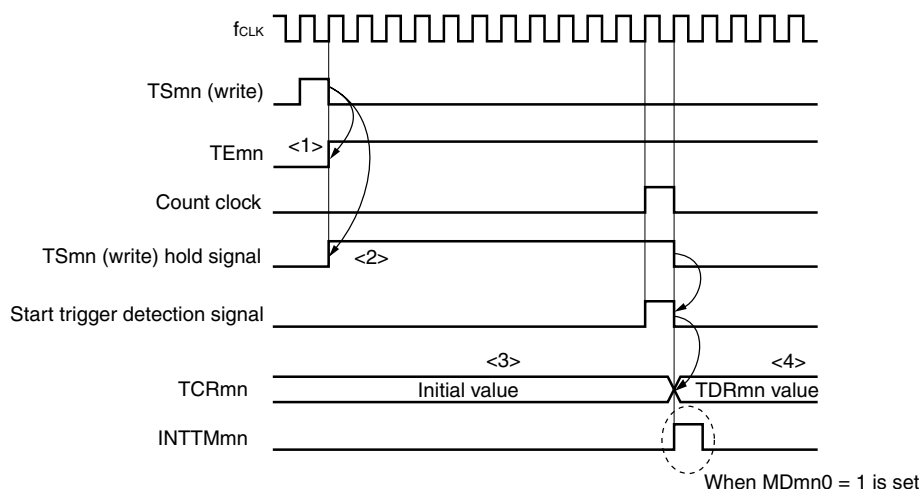 fCLK
TSmn (write)
<1>
TEmn
Count clock
TSmn (write) hold signal
<2>
Start trigger detection signal
<3>
<4>
TCRmn
Initial value
TDRmn value
INTTMmn
When MDmn0 = 1 is set